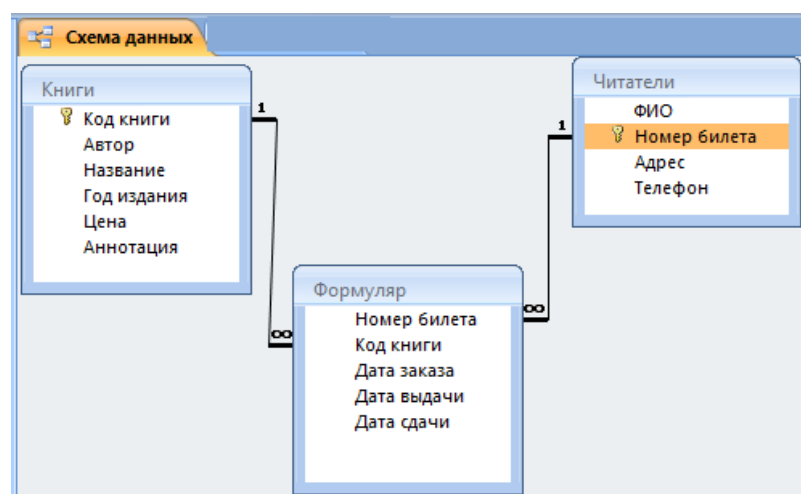 Схема данных
Книги
Код книги
Автор
Название
Год издания
Цена
Аннотация
1
∞
Читатели
ФИО
Номер билета
Адрес
Телефон
1
∞
Формуляр
Номер билета
Код книги
Дата заказа
Дата выдачи
Дата сдачи